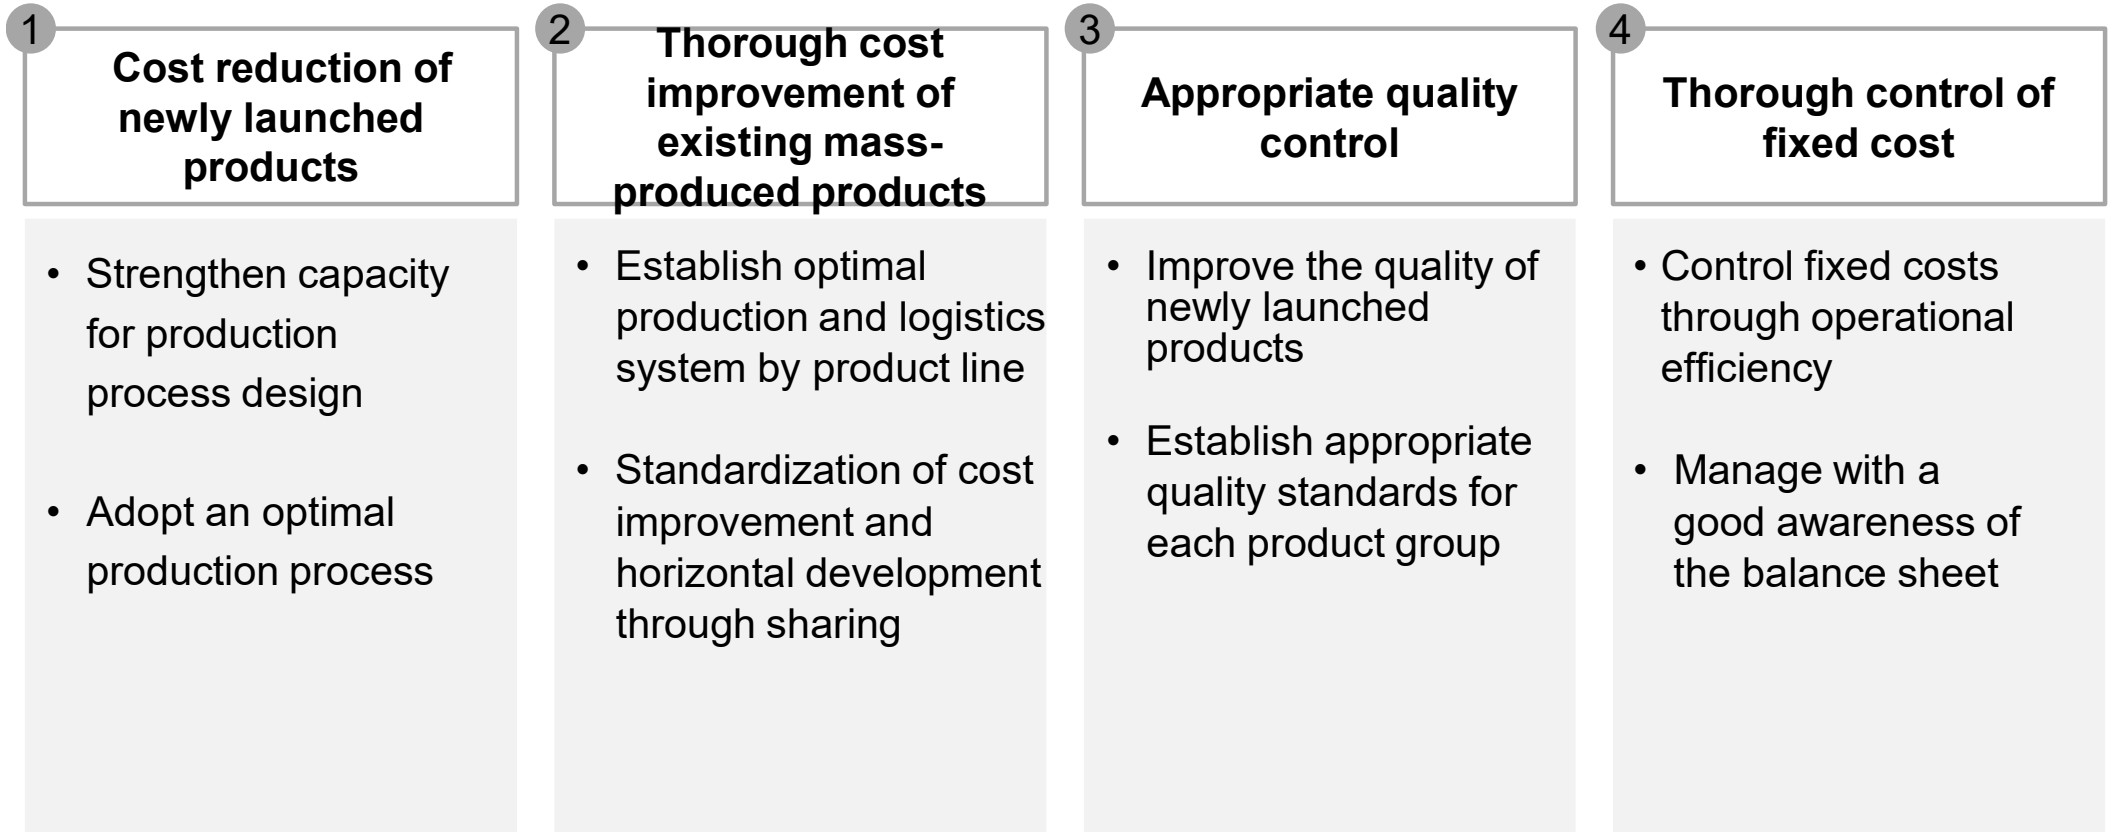 1
Cost reduction of
newly launched
products
• Strengthen capacity
for production
process design
• Adopt an optimal
production process
2
Thorough cost
improvement of
existing mass-
produced products
• Establish optimal
production and logistics
system by product line
• Standardization of cost
improvement and
horizontal development
through sharing
3
Appropriate quality
control
• Improve the quality of
newly launched
products
• Establish appropriate
quality standards for
each product group
4
Thorough control of
fixed cost
• Control fixed costs
through operational
efficiency
• Manage with a
good awareness of
the balance sheet